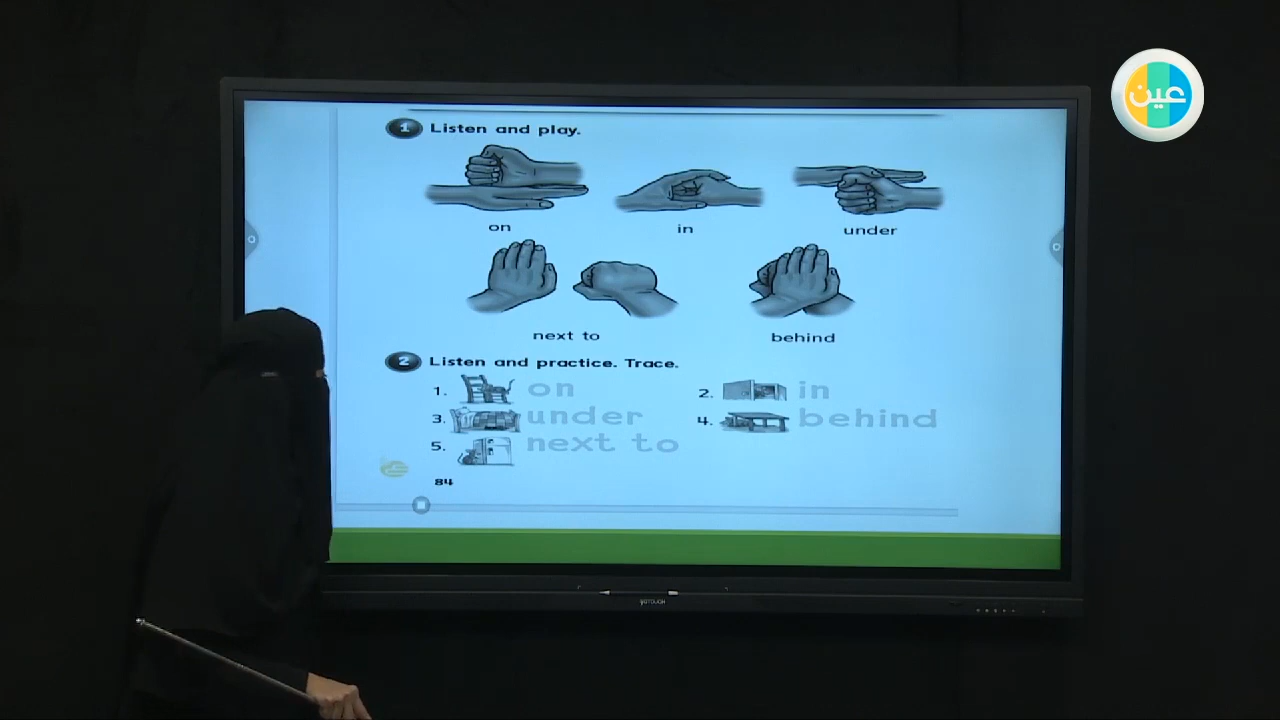 عين
1 Listen and play.
on in under
next to behind
2 Listen and practice. Trace.
1. on 2. in
3. under 4. behind
5. next to
84